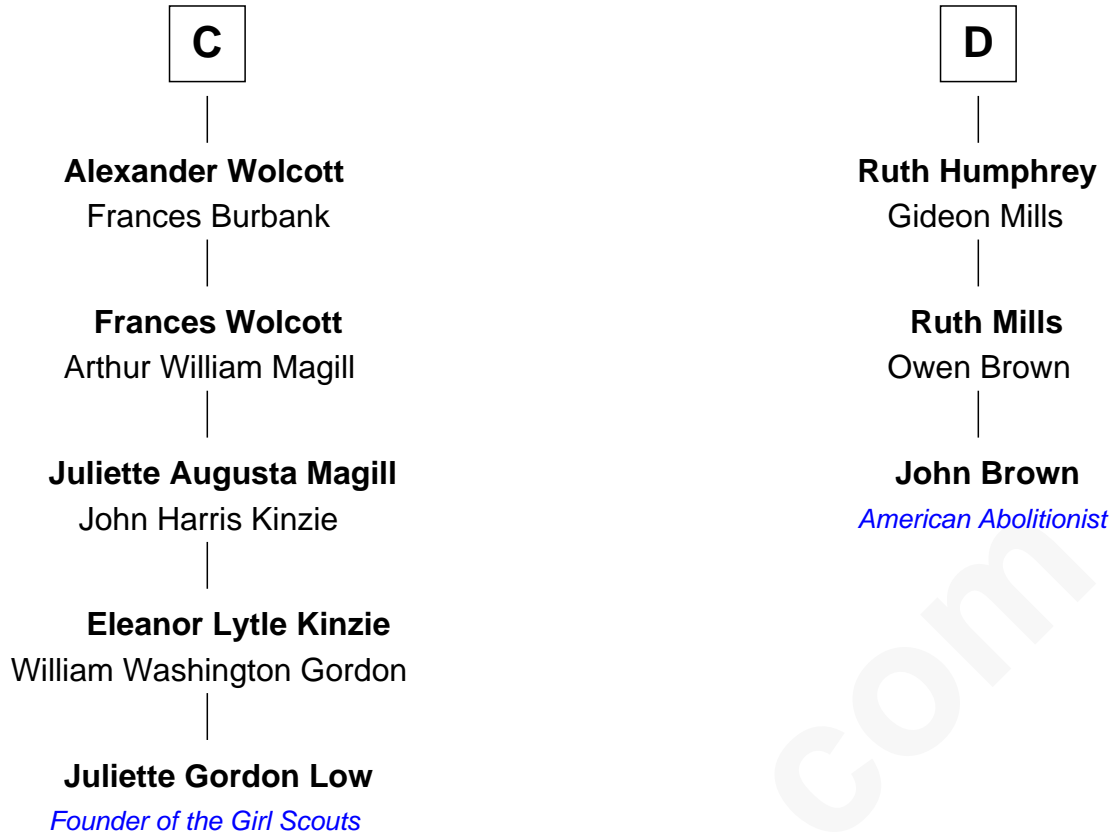 C
Alexander Wolcott
Frances Burbank
Frances Wolcott
Arthur William Magill
Juliette Augusta Magill
John Harris Kinzie
Eleanor Lytle Kinzie
William Washington Gordon
Juliette Gordon Low
Founder of the Girl Scouts
D
Ruth Humphrey
Gideon Mills
Ruth Mills
Owen Brown
John Brown
American Abolitionist
com